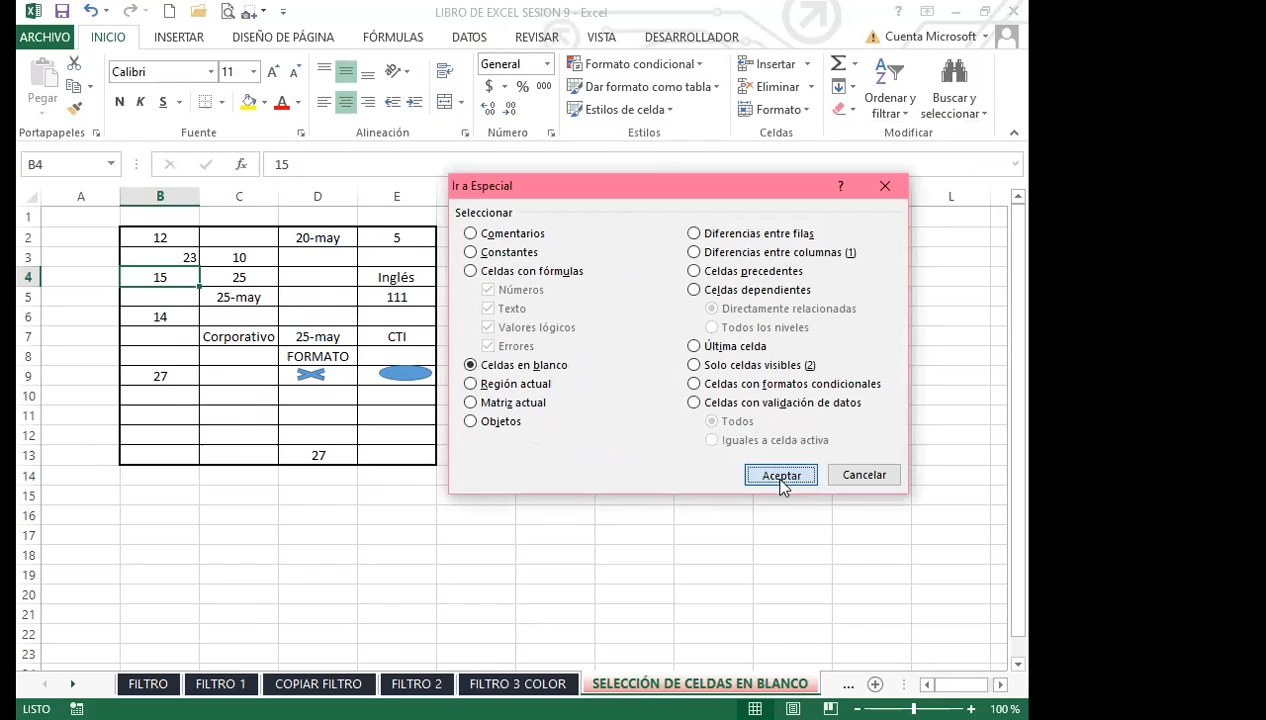 LIBRO DE EXCEL SESION 9 - Excel
ARCHIVO INICIO INSERTAR DISEÑO DE PÁGINA FÓRMULAS DATOS REVISAR VISTA DESARROLLADOR Cuenta Microsoft
Pegar
Portapapeles
Calibri 11
N K S
Fuente
Alineación
General
$ % 000
Número
Formato condicional
Dar formato como tabla
Estilos de celda
Estilos
Insertar
Eliminar
Formato
Celdas
Ordenar y filtrar
Buscar y seleccionar
Modificar
B4 fx 15
A B C D E L
1
2 12 20-may 5
3 23 10
4 15 25 Inglés
5 25-may 111
6 14
7 Corporativo 25-may CTI
8 FORMATO
9 27
10
11
12
13 27
14
15
16
17
18
19
20
21
22
23
Ir a Especial ?
Seleccionar
Comentarios
Constantes
Celdas con fórmulas
Números
Texto
Valores lógicos
Errores
Celdas en blanco
Región actual
Matriz actual
Objetos
Diferencias entre filas
Diferencias entre columnas (1)
Celdas precedentes
Celdas dependientes
Directamente relacionadas
Todos los niveles
Última celda
Solo celdas visibles (2)
Celdas con formatos condicionales
Celdas con validación de datos
Todos
Iguales a celda activa
Aceptar Cancelar
FILTRO FILTRO 1 COPIAR FILTRO FILTRO 2 FILTRO 3 COLOR SELECCIÓN DE CELDAS EN BLANCO ...
LISTO 100 %